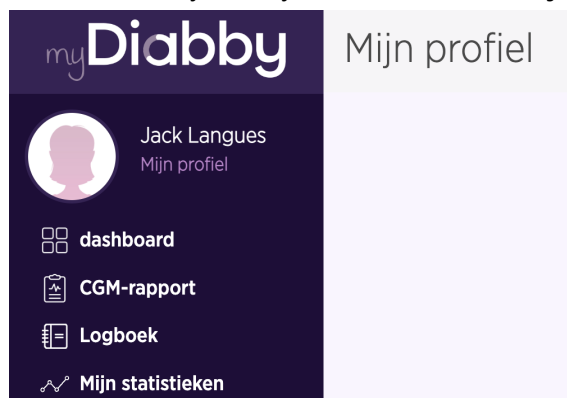 myDiabby
Mijn profiel
Jack Langues
Mijn profiel
dashboard
CGM-rapport
Logboek
Mijn statistieken